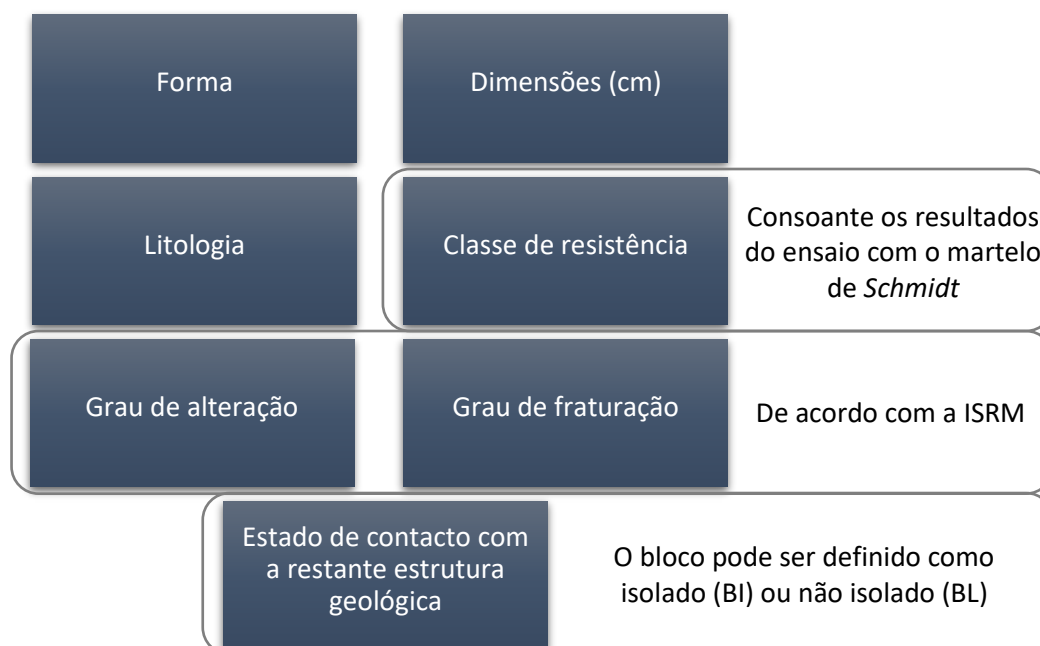 Forma
Dimensões (cm)
Litologia
Classe de resistência
Consoante os resultados
do ensaio com o martelo
de Schmidt
Grau de alteração
Grau de fraturação
De acordo com a ISRM
Estado de contacto com
a restante estrutura
geológica
O bloco pode ser definido como
isolado (BI) ou não isolado (BL)